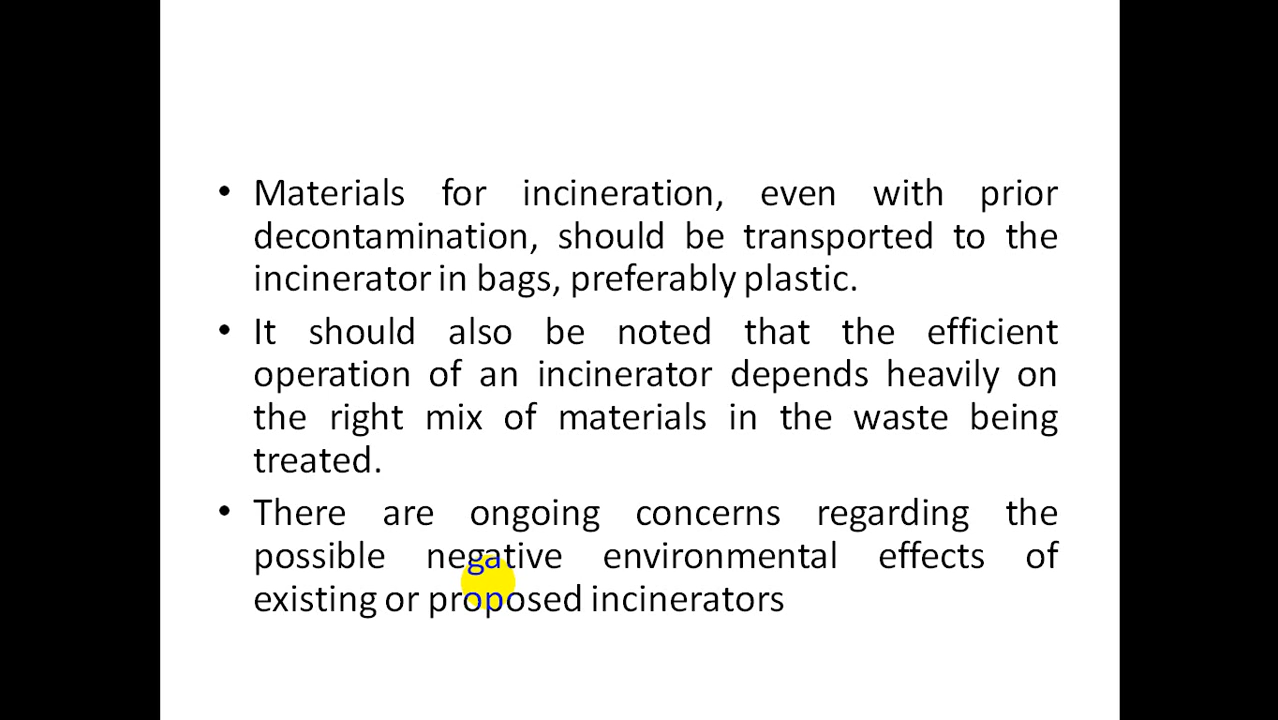 • Materials for incineration, even with prior
decontamination, should be transported to the
incinerator in bags, preferably plastic.
• It should also be noted that the efficient
operation of an incinerator depends heavily on
the right mix of materials in the waste being
treated.
• There are ongoing concerns regarding the
possible negative environmental effects of
existing or proposed incinerators